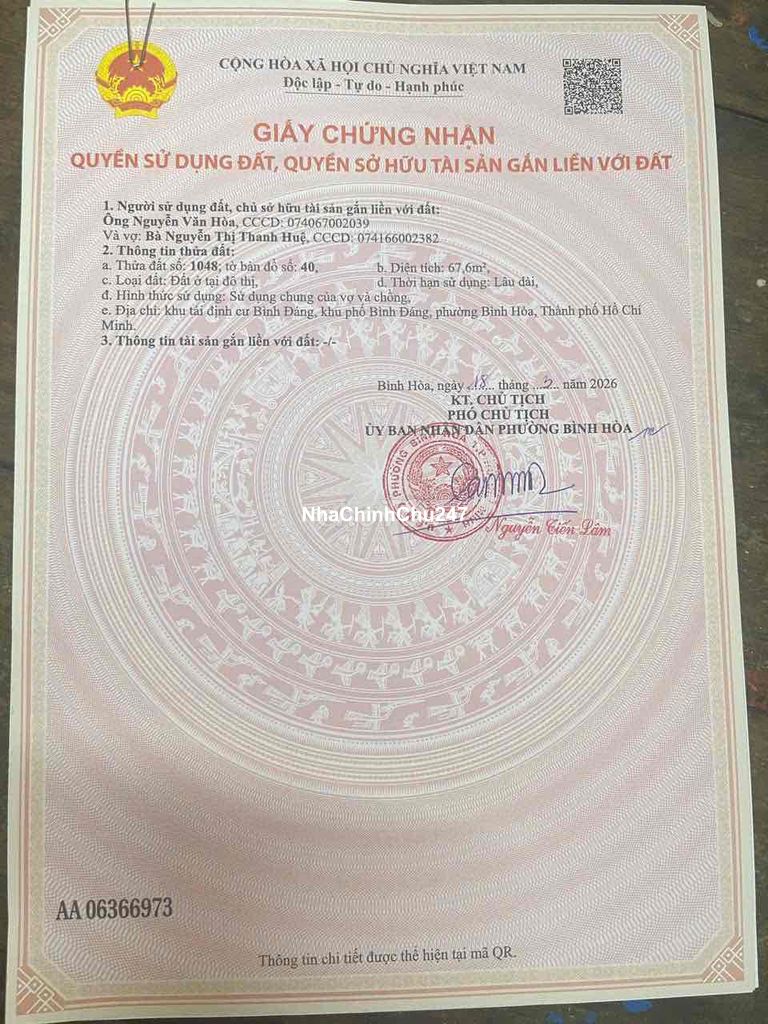 CỘNG HÒA XÃ HỘI CHỦ NGHĨA VIỆT NAM
Độc lập - Tự do - Hạnh phúc
GIẤY CHỨNG NHẬN
QUYỀN SỬ DỤNG ĐẤT, QUYỀN SỞ HỮU TÀI SẢN GẮN LIỀN VỚI ĐẤT
1. Người sử dụng đất, chủ sở hữu tài sản gắn liền với đất:
Ông Nguyễn Văn Hòa, CCCD: 074067002039
Và vợ: Bà Nguyễn Thị Thanh Huệ, CCCD: 074166002382
2. Thông tin thửa đất:
a. Thửa đất số: 1048; tờ bản đồ số: 40, b. Diện tích: 67,6m²,
c. Loại đất: Đất ở tại đô thị, d. Thời hạn sử dụng: Lâu dài,
đ. Hình thức sử dụng: Sử dụng chung của vợ và chồng,
e. Địa chỉ: khu tái định cư Bình Đáng, khu phố Bình Đáng, phường Bình Hòa, Thành phố Hồ Chí
Minh.
3. Thông tin tài sản gắn liền với đất: -/-
Bình Hòa, ngày 18 tháng 2 năm 2026
KT. CHỦ TỊCH
PHÓ CHỦ TỊCH
ỦY BAN NHÂN DÂN PHƯỜNG BÌNH HÒA
PHƯỜNG BÌNH HÒA T.P
NhaChinhChu247
Nguyễn Tiến Lâm
AA 06366973
Thông tin chi tiết được thể hiện tại mã QR.